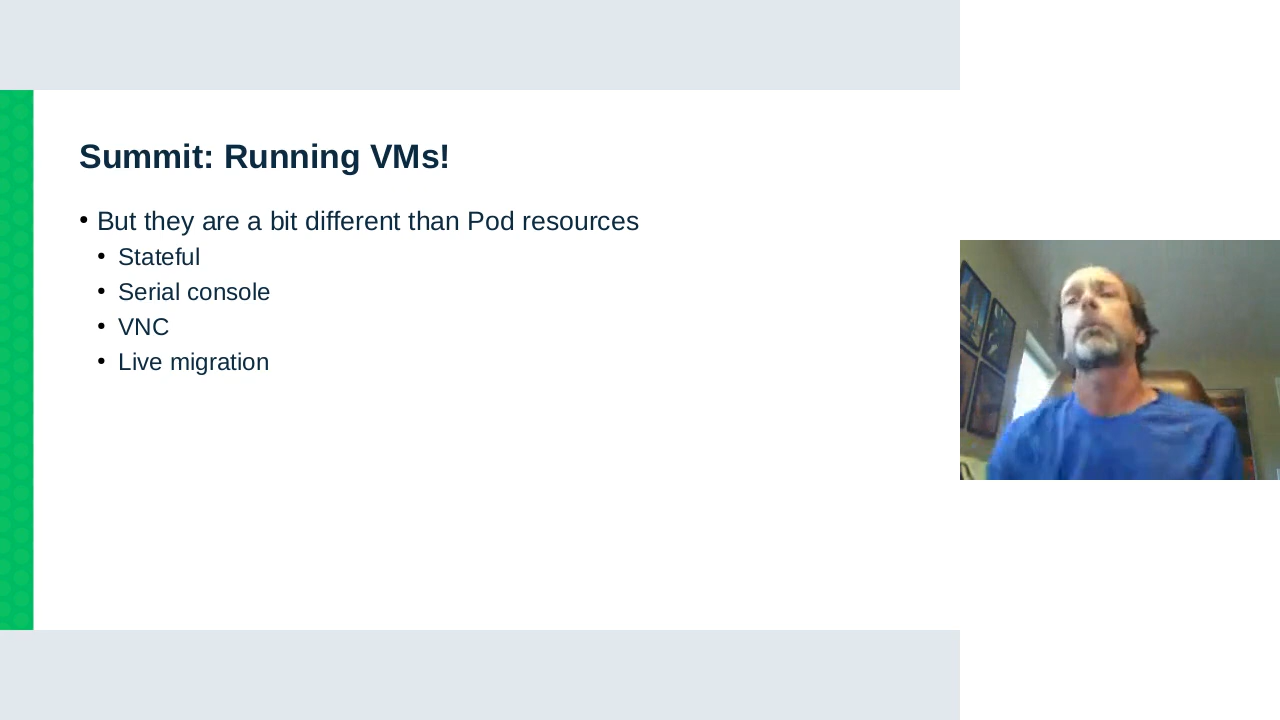 Summit: Running VMs!
• But they are a bit different than Pod resources
• Stateful
• Serial console
• VNC
• Live migration